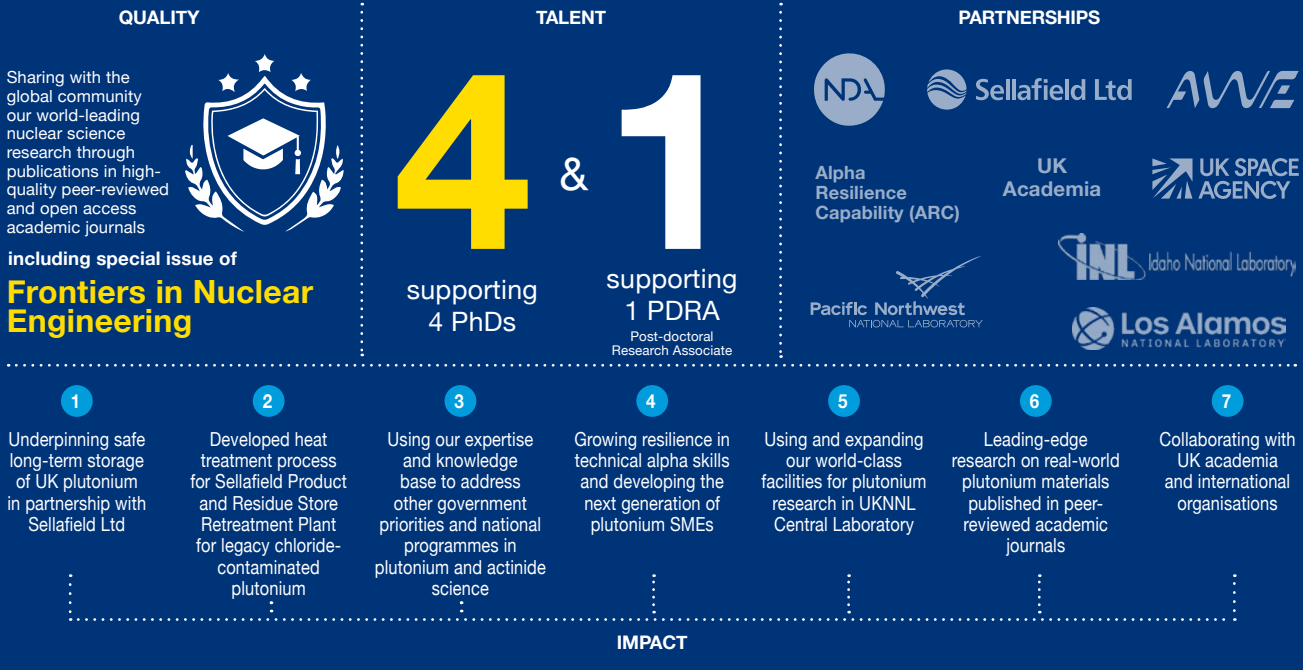 QUALITY
Sharing with the
global community
our world-leading
nuclear science
research through
publications in high-
quality peer-reviewed
and open access
academic journals
including special issue of
Frontiers in Nuclear
Engineering
TALENT
4 & 1
supporting
4 PhDs
supporting
1 PDRA
Post-doctoral
Research Associate
PARTNERSHIPS
NDA
Sellafield Ltd
AWE
Alpha
Resilience
Capability (ARC)
UK
Academia
UK SPACE
AGENCY
Pacific Northwest
NATIONAL LABORATORY
INL Idaho National Laboratory
Los Alamos
NATIONAL LABORATORY
1
Underpinning safe
long-term storage
of UK plutonium
in partnership with
Sellafield Ltd
2
Developed heat
treatment process
for Sellafield Product
and Residue Store
Retreatment Plant
for legacy chloride-
contaminated
plutonium
3
Using our expertise
and knowledge
base to address
other government
priorities and national
programmes in
plutonium and actinide
science
4
Growing resilience in
technical alpha skills
and developing the
next generation of
plutonium SMEs
5
Using and expanding
our world-class
facilities for plutonium
research in UKNNL
Central Laboratory
6
Leading-edge
research on real-world
plutonium materials
published in peer-
reviewed academic
journals
7
Collaborating with
UK academia
and international
organisations
IMPACT